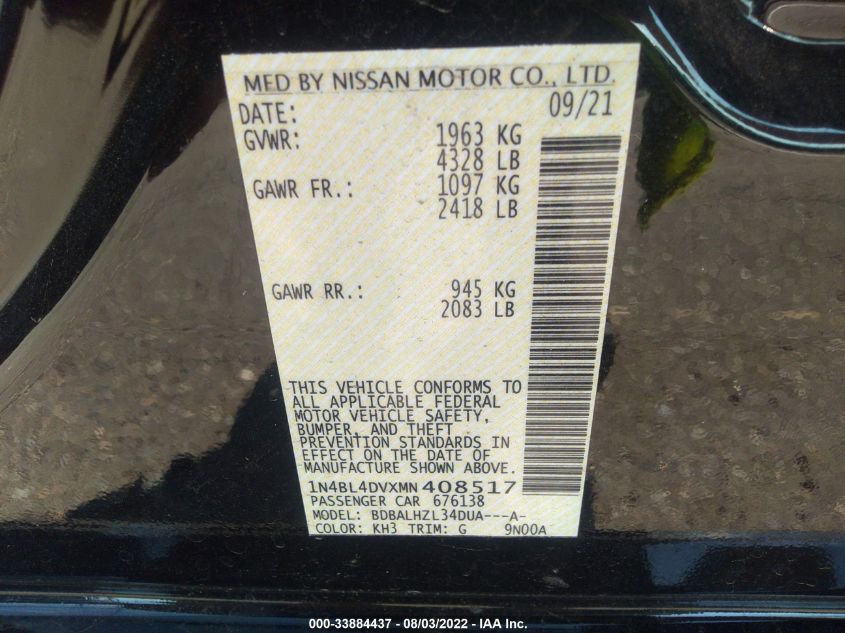 MFD BY NISSAN MOTOR CO., LTD.
DATE: 09/21
GVWR: 1963 KG
4328 LB
GAWR FR.: 1097 KG
2418 LB
GAWR RR.: 945 KG
2083 LB
THIS VEHICLE CONFORMS TO
ALL APPLICABLE FEDERAL
MOTOR VEHICLE SAFETY,
BUMPER, AND THEFT
PREVENTION STANDARDS IN
EFFECT ON THE DATE OF
MANUFACTURE SHOWN ABOVE.
1N4BL4DVXMN408517
PASSENGER CAR 676138
MODEL: BDBALHZL34DUA---A-
COLOR: KH3 TRIM: G 9N00A
000-33884437 - 08/03/2022 - IAA Inc.